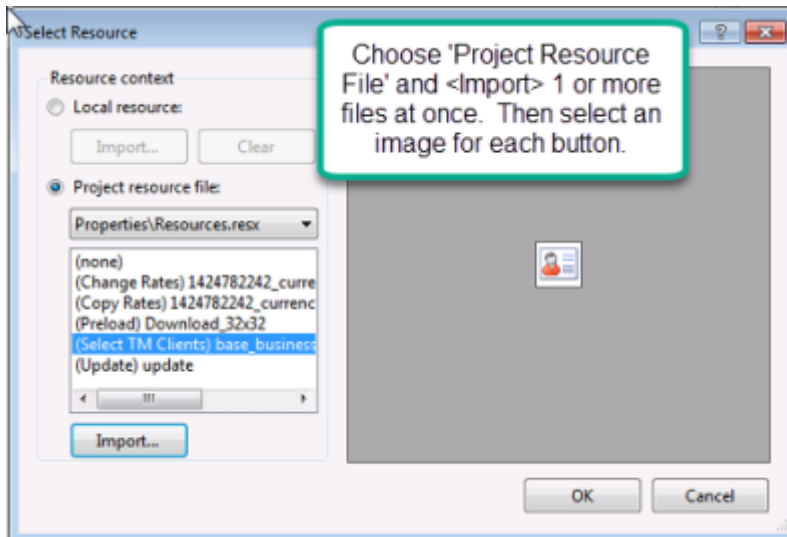 Select Resource
Choose 'Project Resource
File' and <Import> 1 or more
files at once. Then select an
image for each button.
Resource context
Local resource:
Import... Clear
Project resource file:
Properties\Resources.resx
(none)
(Change Rates) 1424782242_curre
(Copy Rates) 1424782242_currenc
(Preload) Download_32x32
(Select TM Clients) base_business
(Update) update
Import...
OK Cancel